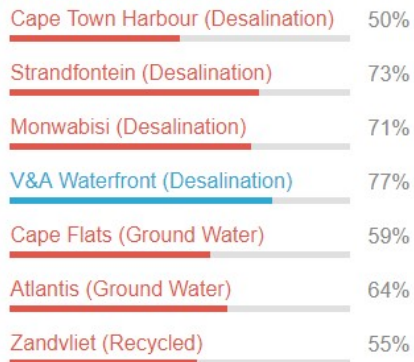 Cape Town Harbour (Desalination) 50%
Strandfontein (Desalination) 73%
Monwabisi (Desalination) 71%
V&A Waterfront (Desalination) 77%
Cape Flats (Ground Water) 59%
Atlantis (Ground Water) 64%
Zandvliet (Recycled) 55%